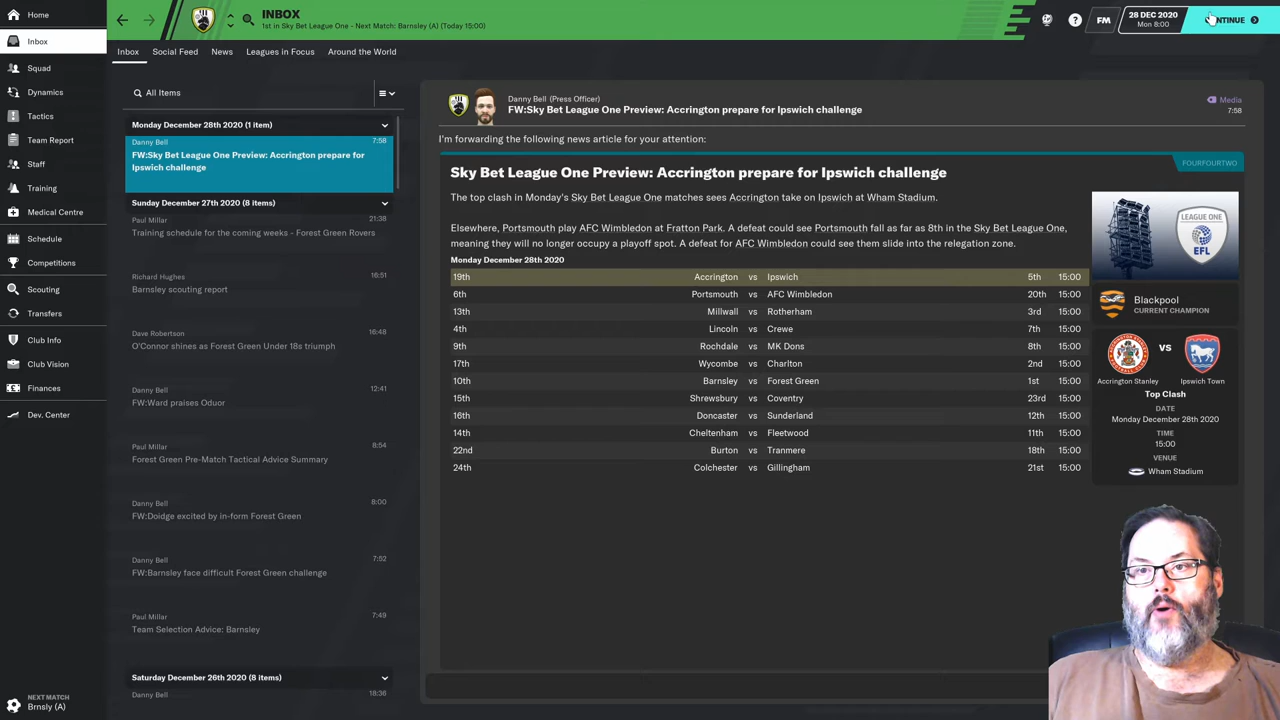 Home
INBOX
1st in Sky Bet League One - Next Match: Barnsley (A) (Today 15:00)
FM
28 DEC 2020
Mon 8:00
NTINUE
Inbox
Squad
Dynamics
Tactics
Team Report
Staff
Training
Medical Centre
Schedule
Competitions
Scouting
Transfers
Club Info
Club Vision
Finances
Dev. Center
NEXT MATCH
Brnsly (A)
Inbox
Social Feed
News
Leagues in Focus
Around the World
All Items
Monday December 28th 2020 (1 item)
Danny Bell
7:58
FW:Sky Bet League One Preview: Accrington prepare for
Ipswich challenge
Sunday December 27th 2020 (8 items)
Paul Millar
21:38
Training schedule for the coming weeks - Forest Green Rovers
Richard Hughes
16:51
Barnsley scouting report
Dave Robertson
16:48
O'Connor shines as Forest Green Under 18s triumph
Danny Bell
12:41
FW:Ward praises Oduor
Paul Millar
8:54
Forest Green Pre-Match Tactical Advice Summary
Danny Bell
8:00
FW:Doidge excited by in-form Forest Green
Danny Bell
7:52
FW:Barnsley face difficult Forest Green challenge
Paul Millar
7:49
Team Selection Advice: Barnsley
Saturday December 26th 2020 (8 items)
Danny Bell
18:36
Danny Bell (Press Officer)
FW:Sky Bet League One Preview: Accrington prepare for Ipswich challenge
Media
7:58
I'm forwarding the following news article for your attention:
FOURFOURTWO
Sky Bet League One Preview: Accrington prepare for Ipswich challenge
The top clash in Monday's Sky Bet League One matches sees Accrington take on Ipswich at Wham Stadium.
Elsewhere, Portsmouth play AFC Wimbledon at Fratton Park. A defeat could see Portsmouth fall as far as 8th in the Sky Bet League One,
meaning they will no longer occupy a playoff spot. A defeat for AFC Wimbledon could see them slide into the relegation zone.
Monday December 28th 2020
19th Accrington vs Ipswich 5th 15:00
6th Portsmouth vs AFC Wimbledon 20th 15:00
13th Millwall vs Rotherham 3rd 15:00
4th Lincoln vs Crewe 7th 15:00
9th Rochdale vs MK Dons 8th 15:00
17th Wycombe vs Charlton 2nd 15:00
10th Barnsley vs Forest Green 1st 15:00
15th Shrewsbury vs Coventry 23rd 15:00
16th Doncaster vs Sunderland 12th 15:00
14th Cheltenham vs Fleetwood 11th 15:00
22nd Burton vs Tranmere 18th 15:00
24th Colchester vs Gillingham 21st 15:00
LEAGUE ONE
EFL
Blackpool
CURRENT CHAMPION
VS
Accrington Stanley
Ipswich Town
Top Clash
DATE
Monday December 28th 2020
TIME
15:00
VENUE
Wham Stadium